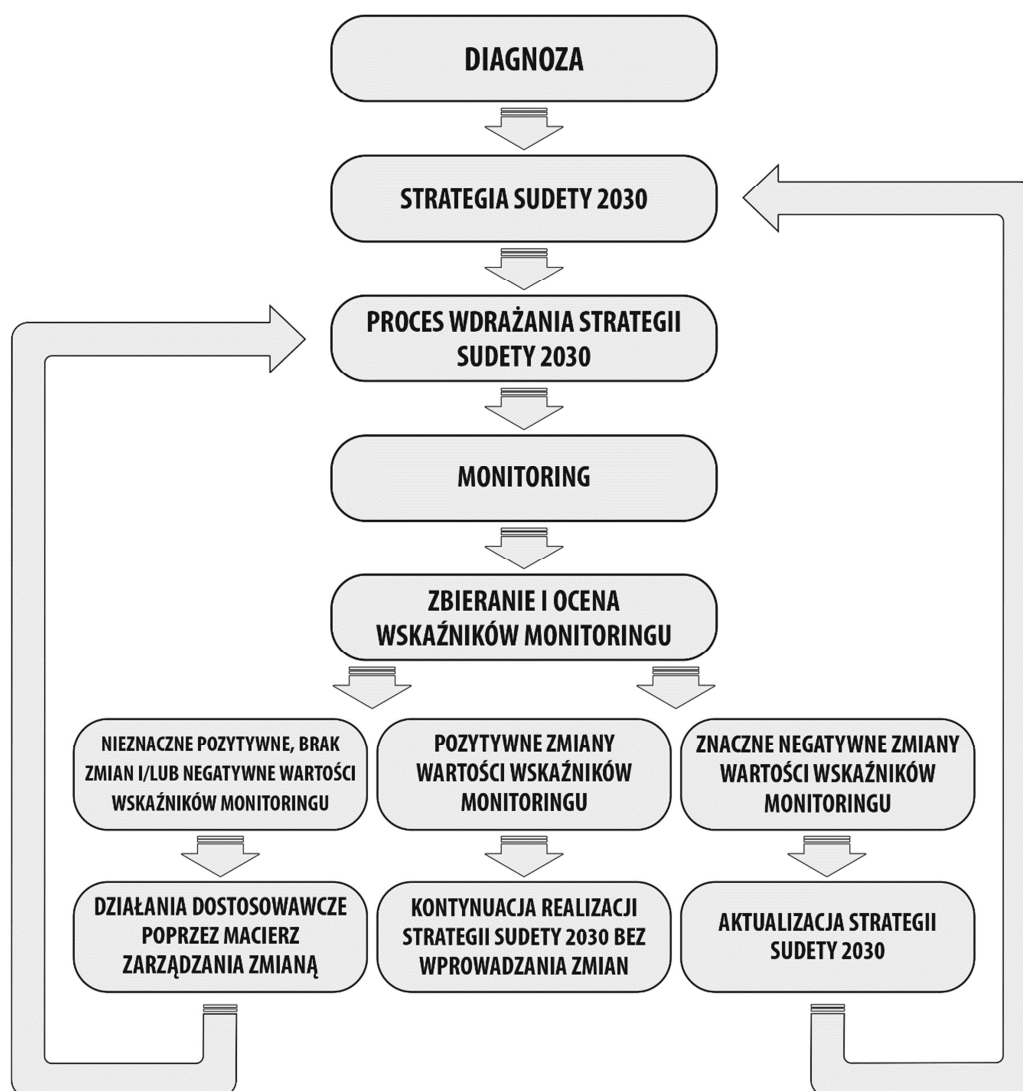 DIAGNOZA
STRATEGIA SUDETY 2030
PROCES WDRAŻANIA STRATEGII
SUDETY 2030
MONITORING
ZBIERANIE I OCENA
WSKAŹNIKÓW MONITORINGU
NIEZNACZNE POZYTYWNE, BRAK
ZMIAN I/LUB NEGATYWNE WARTOŚCI
WSKAŹNIKÓW MONITORINGU
POZYTYWNE ZMIANY
WARTOŚCI WSKAŹNIKÓW
MONITORINGU
ZNACZNE NEGATYWNE ZMIANY
WARTOŚCI WSKAŹNIKÓW
MONITORINGU
DZIAŁANIA DOSTOSOWAWCZE
POPRZEZ MACIERZ
ZARZĄDZANIA ZMIANĄ
KONTYNUACJA REALIZACJI
STRATEGII SUDETY 2030 BEZ
WPROWADZANIA ZMIAN
AKTUALIZACJA STRATEGII
SUDETY 2030